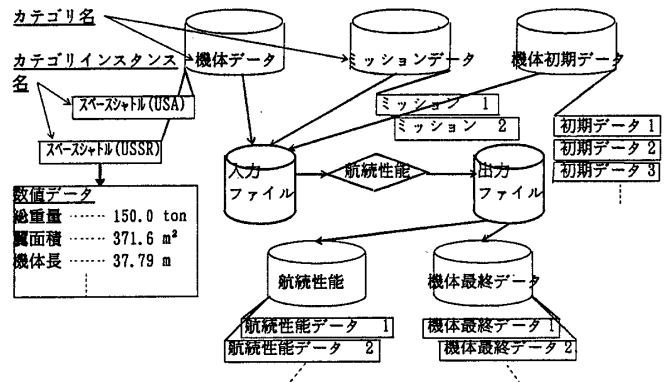 カテゴリ名
カテゴリインスタンス
名
機体データ
ミッションデータ
機体初期データ
スペースシャトル(USA)
スペースシャトル(USSR)
ミッション 1
ミッション 2
初期データ1
初期データ2
初期データ3
数値データ
総重量 …… 150.0 ton
翼面積 …… 371.6 m²
機体長 …… 37.79 m
入力
ファイル
航続性能
出力
ファイル
航続性能
機体最終データ
航続性能データ 1
航続性能データ 2
機体最終データ1
機体最終データ2